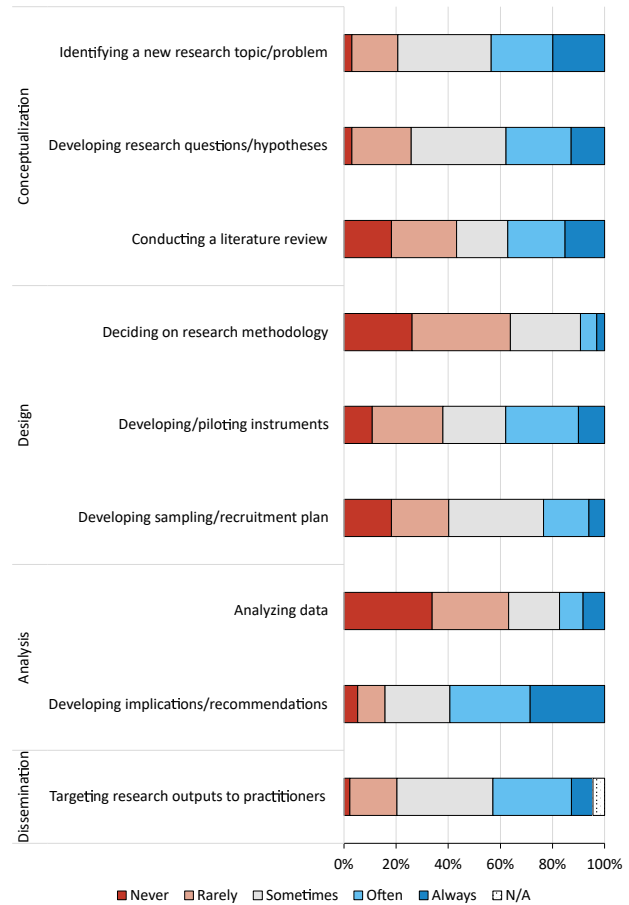 Conceptualization
Identifying a new research topic/problem
Developing research questions/hypotheses
Conducting a literature review
Design
Deciding on research methodology
Developing/piloting instruments
Developing sampling/recruitment plan
Analysis
Analyzing data
Developing implications/recommendations
Dissemination
Targeting research outputs to practitioners
0% 20% 40% 60% 80% 100%
Never Rarely Sometimes Often Always N/A